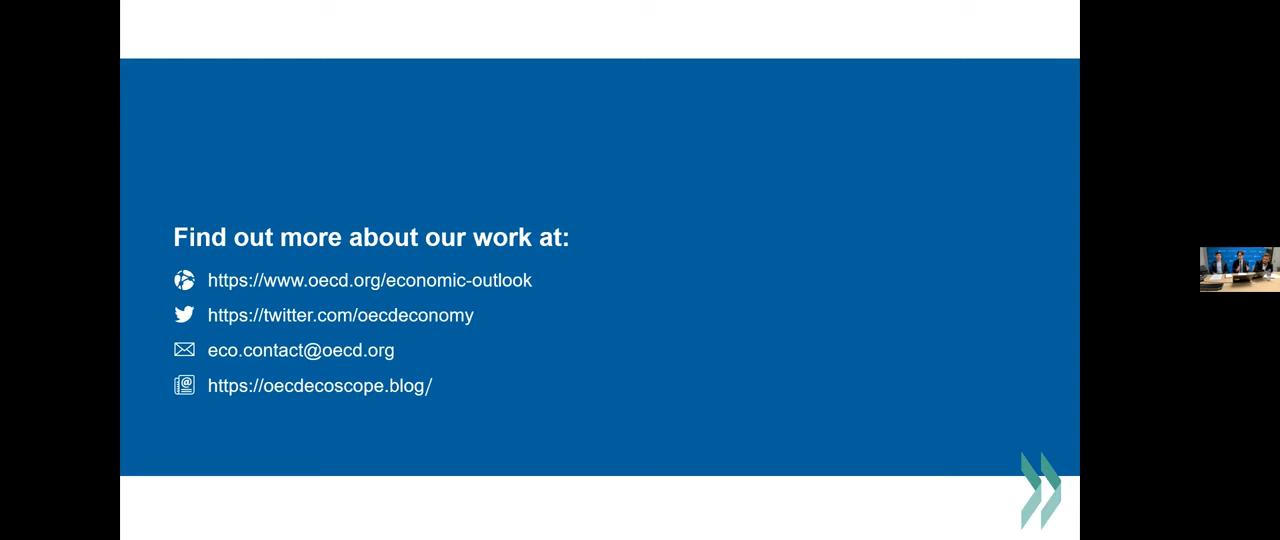 Find out more about our work at:
https://www.oecd.org/economic-outlook
https://twitter.com/oecdeconomy
eco.contact@oecd.org
https://oecdecoscope.blog/